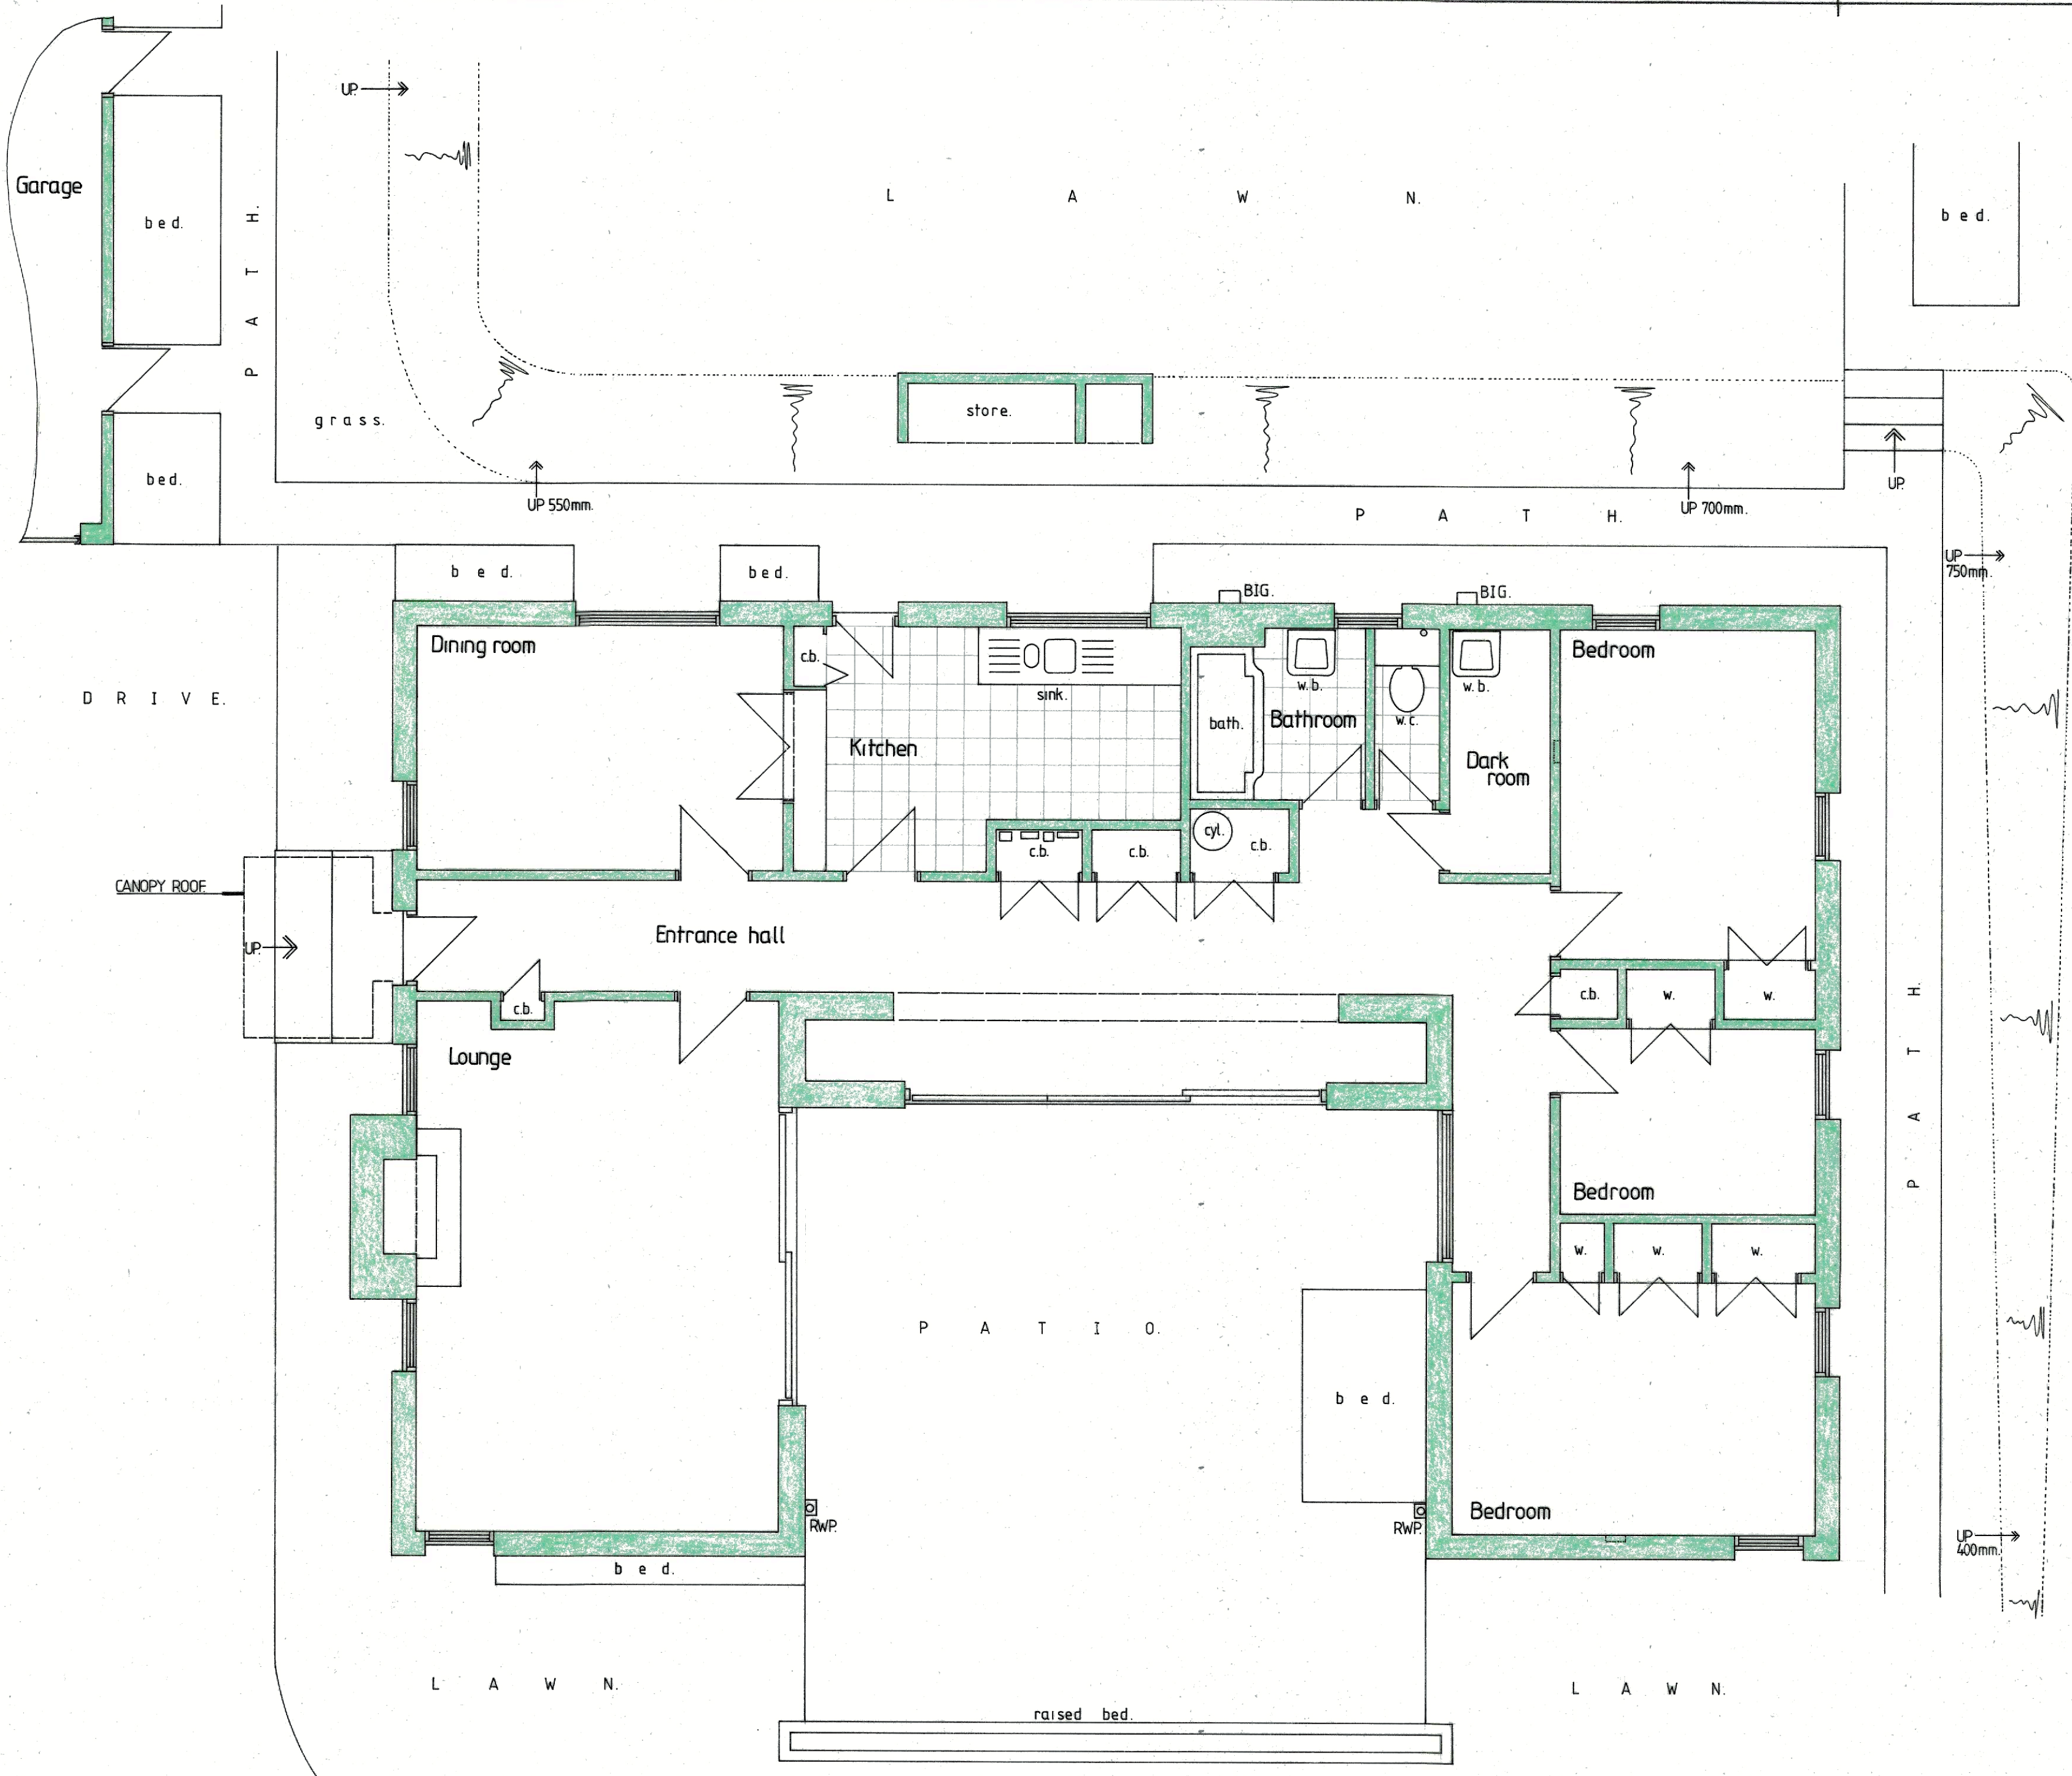 UP.
Garage
bed.
PATH.
LAWN.
bed.
store.
grass.
bed.
UP 550mm.
UP 700mm.
UP.
PATH.
UP
750mm.
bed.
bed.
BIG.
BIG.
Dining room
c.b.
sink.
w.b.
w.b.
Bedroom
DRIVE.
bath.
Bathroom
w.c.
Kitchen
Dark
room
cyl.
c.b.
c.b.
c.b.
CANOPY ROOF.
UP.
Entrance hall
c.b.
c.b.
w.
w.
PATH.
Lounge
Bedroom
w.
w.
w.
PATIO.
bed.
RWP.
RWP.
Bedroom
UP
400mm.
bed.
LAWN.
LAWN.
raised bed.